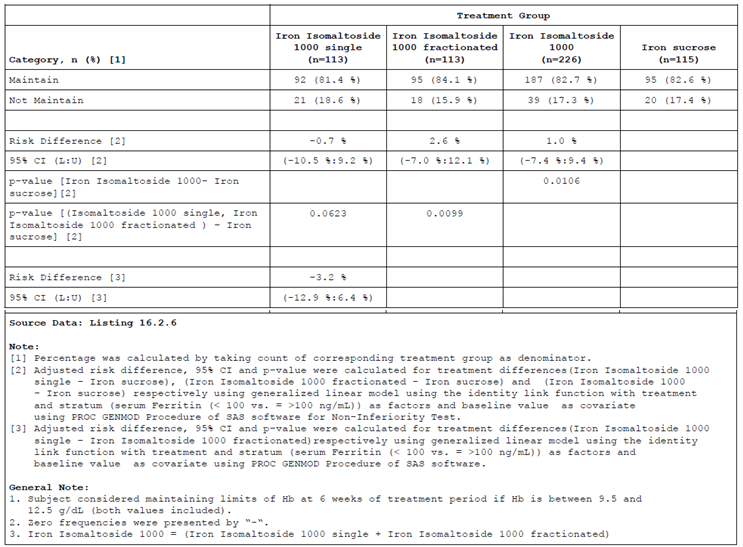 Treatment Group
Category, n (%) [1]
Iron Isomaltoside 1000 single (n=113)
Iron Isomaltoside 1000 fractionated (n=113)
Iron Isomaltoside 1000 (n=226)
Iron sucrose (n=115)
Maintain 92 (81.4 %) 95 (84.1 %) 187 (82.7 %) 95 (82.6 %)
Not Maintain 21 (18.6 %) 18 (15.9 %) 39 (17.3 %) 20 (17.4 %)
Risk Difference [2] -0.7 % 2.6 % 1.0 %
95% CI (L:U) [2] (-10.5 %:9.2 %) (-7.0 %:12.1 %) (-7.4 %:9.4 %)
p-value [Iron Isomaltoside 1000- Iron sucrose][2] 0.0106
p-value [(Isomaltoside 1000 single, Iron Isomaltoside 1000 fractionated ) - Iron sucrose] [2] 0.0623 0.0099
Risk Difference [3] -3.2 %
95% CI (L:U) [3] (-12.9 %:6.4 %)
Source Data: Listing 16.2.6
Note:
[1] Percentage was calculated by taking count of corresponding treatment group as denominator.
[2] Adjusted risk difference, 95% CI and p-value were calculated for treatment differences(Iron Isomaltoside 1000
single - Iron sucrose), (Iron Isomaltoside 1000 fractionated - Iron sucrose) and (Iron Isomaltoside 1000
- Iron sucrose) respectively using generalized linear model using the identity link function with treatment
and stratum (serum Ferritin (< 100 vs. = >100 ng/mL)) as factors and baseline value as covariate
using PROC GENMOD Procedure of SAS software for Non-Inferiority Test.
[3] Adjusted risk difference, 95% CI and p-value were calculated for treatment differences(Iron Isomaltoside 1000
single - Iron Isomaltoside 1000 fractionated)respectively using generalized linear model using the identity
link function with treatment and stratum (serum Ferritin (< 100 vs. = >100 ng/mL)) as factors and
baseline value as covariate using PROC GENMOD Procedure of SAS software.
General Note:
1. Subject considered maintaining limits of Hb at 6 weeks of treatment period if Hb is between 9.5 and
12.5 g/dL (both values included).
2. Zero frequencies were presented by “-“.
3. Iron Isomaltoside 1000 = (Iron Isomaltoside 1000 single + Iron Isomaltoside 1000 fractionated)